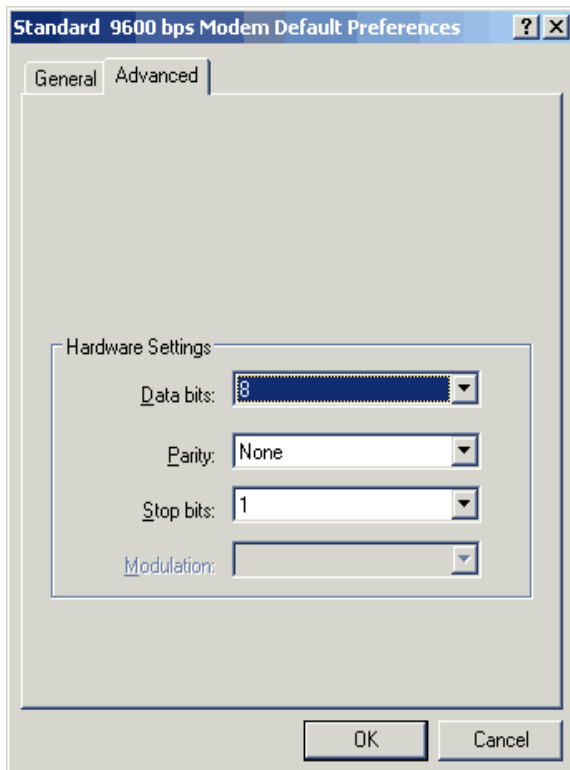 Standard 9600 bps Modem Default Preferences
General Advanced
Hardware Settings
Data bits: 8
Parity: None
Stop bits: 1
Modulation:
OK Cancel